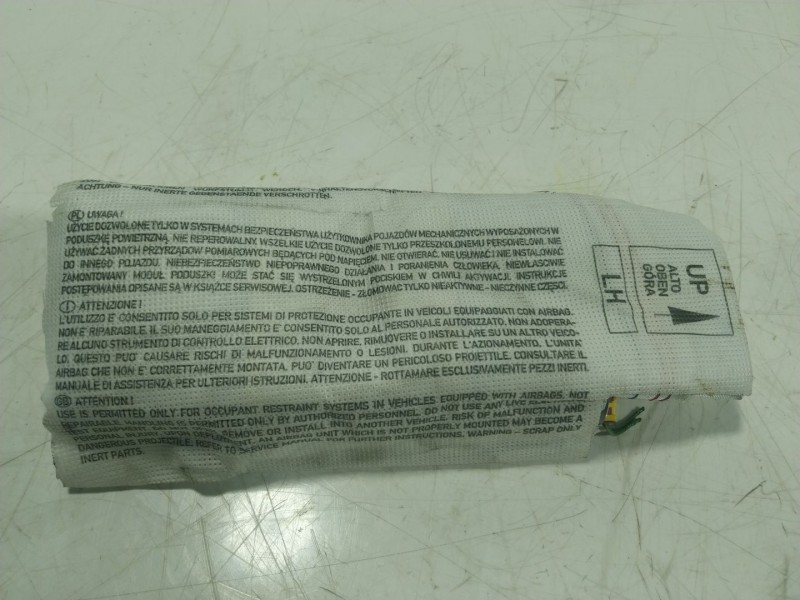 ACHTUNG - NUR INERTE GEGENSTAENDE VERSCHROTTEN.
PL UWAGA!
UŻYCIE DOZWOLONE TYLKO W SYSTEMACH BEZPIECZEŃSTWA UŻYTKOWNIKA POJAZDÓW MECHANICZNYCH WYPOSAŻONYCH W
PODUSZKĘ POWIETRZNĄ. NIE REPEROWALNY. WSZELKIE UŻYCIE DOZWOLONE TYLKO PRZESZKOLONEMU PERSONELOWI. NIE
UŻYWAĆ ŻADNYCH PRZYRZĄDÓW POMIAROWYCH BĘDĄCYCH POD NAPIĘCIEM. NIE OTWIERAĆ, NIE USUWAĆ I NIE INSTALOWAĆ
DO INNEGO POJAZDU. NIEBEZPIECZEŃSTWO NIEPOPRAWNEGO DZIAŁANIA I PORANIENIA CZŁOWIEKA. NIEWŁAŚCIWIE
ZAMONTOWANY MODUŁ PODUSZKI MOŻE STAĆ SIĘ WYSTRZELONYM POCISKIEM W CHWILI AKTYWACJI. INSTRUKCJE
POSTĘPOWANIA OPISANE SĄ W KSIĄŻCE SERWISOWEJ. OSTRZEŻENIE - ZŁOMOWAĆ TYLKO NIEAKTYWNE - NIECZYNNE CZĘŚCI.
I ATTENZIONE!
L'UTILIZZO È CONSENTITO SOLO PER SISTEMI DI PROTEZIONE OCCUPANTE IN VEICOLI EQUIPAGGIATI CON AIRBAG.
NON È RIPARABILE. IL SUO MANEGGIAMENTO È CONSENTITO SOLO AL PERSONALE AUTORIZZATO. NON ADOPERA-
RE ALCUNO STRUMENTO DI CONTROLLO ELETTRICO. NON APRIRE, RIMUOVERE O INSTALLARE SU UN ALTRO VEICO-
LO. QUESTO PUO' CAUSARE RISCHI DI MALFUNZIONAMENTO O LESIONI. DURANTE L'AZIONAMENTO, L'UNITA'
AIRBAG CHE NON E' CORRETTAMENTE MONTATA, PUO' DIVENTARE UN PERICOLOSO PROIETTILE. CONSULTARE IL
MANUALE DI ASSISTENZA PER ULTERIORI ISTRUZIONI. ATTENZIONE - ROTTAMARE ESCLUSIVAMENTE PEZZI INERTI.
GB ATTENTION!
USE IS PERMITTED ONLY FOR OCCUPANT RESTRAINT SYSTEMS IN VEHICLES EQUIPPED WITH AIRBAGS. NOT
REPAIRABLE. HANDLING IS PERMITTED ONLY BY AUTHORIZED PERSONNEL. DO NOT USE ANY LIVE
REMOVE OR INSTALL INTO ANOTHER VEHICLE. RISK OF MALFUNCTION AND
PERSONAL AN AIRBAG UNIT WHICH IS NOT PROPERLY MOUNTED MAY BECOME A
DANGEROUS PROJECTILE. REFER TO SERVICE MANUAL FOR FURTHER INSTRUCTIONS. WARNING - SCRAP ONLY
INERT PARTS.
LH
UP
ALTO
OBEN
GÓRA